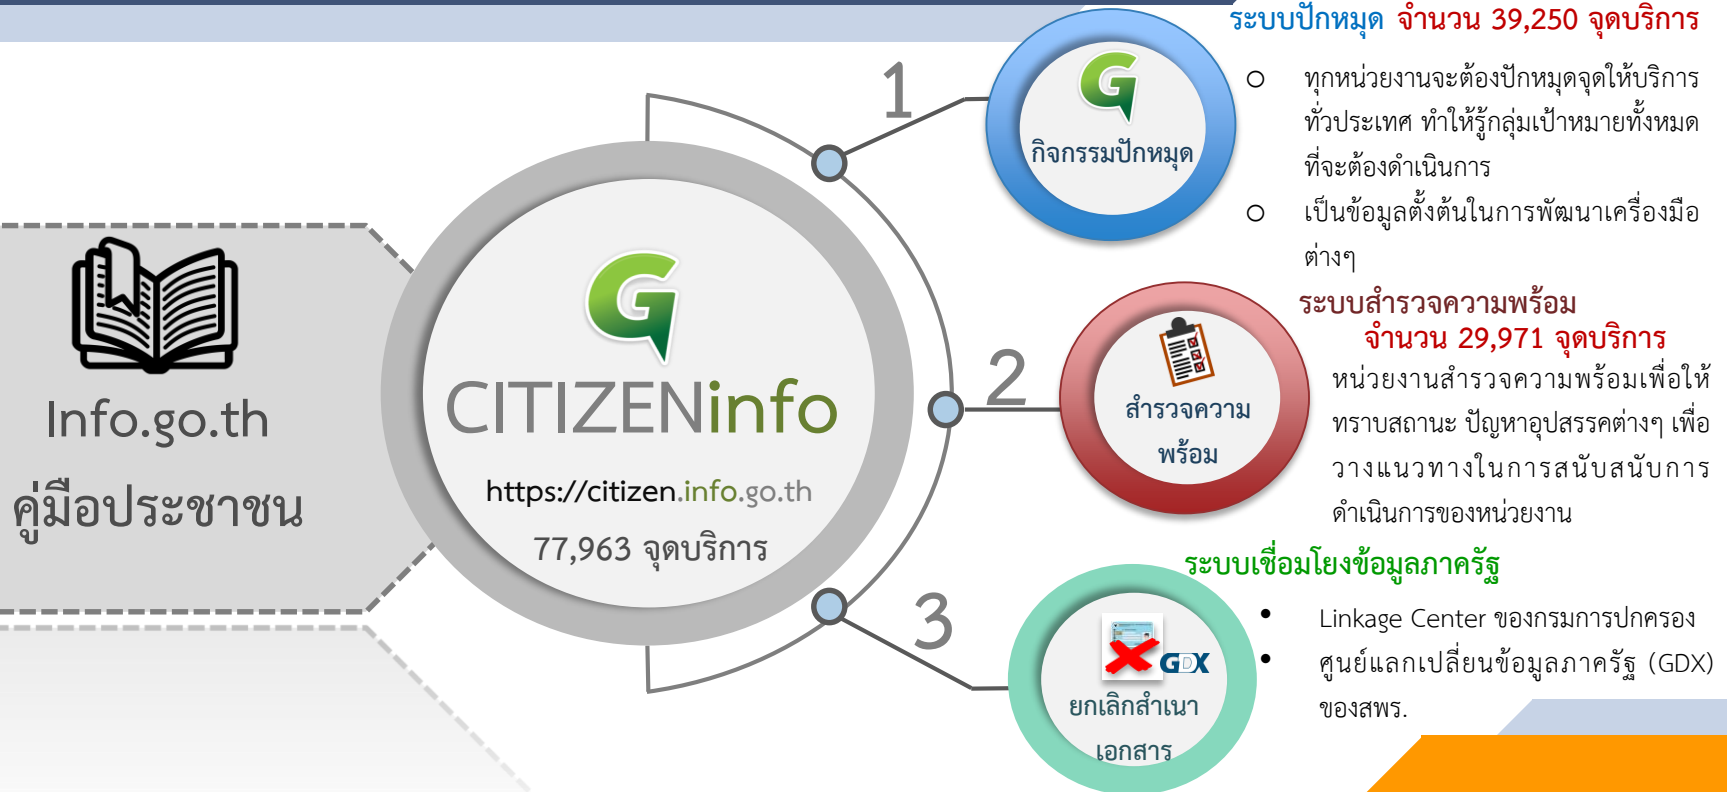 Info.go.th
คู่มือประชาชน
CITIZENinfo
https://citizen.info.go.th
77,963 จุดบริการ
1
กิจกรรมปักหมุด
ระบบปักหมุด จำนวน 39,250 จุดบริการ
ทุกหน่วยงานจะต้องปักหมุดจุดให้บริการ
ทั่วประเทศ ทำให้รู้กลุ่มเป้าหมายทั้งหมด
ที่จะต้องดำเนินการ
เป็นข้อมูลตั้งต้นในการพัฒนาเครื่องมือ
ต่างๆ
2
สำรวจความ
พร้อม
ระบบสำรวจความพร้อม
จำนวน 29,971 จุดบริการ
หน่วยงานสำรวจความพร้อมเพื่อให้
ทราบสถานะ ปัญหาอุปสรรคต่างๆ เพื่อ
วางแนวทางในการสนับสนับการ
ดำเนินการของหน่วยงาน
3
GDX
ยกเลิกสำเนา
เอกสาร
ระบบเชื่อมโยงข้อมูลภาครัฐ
• Linkage Center ของกรมการปกครอง
• ศูนย์แลกเปลี่ยนข้อมูลภาครัฐ (GDX)
ของสพร.